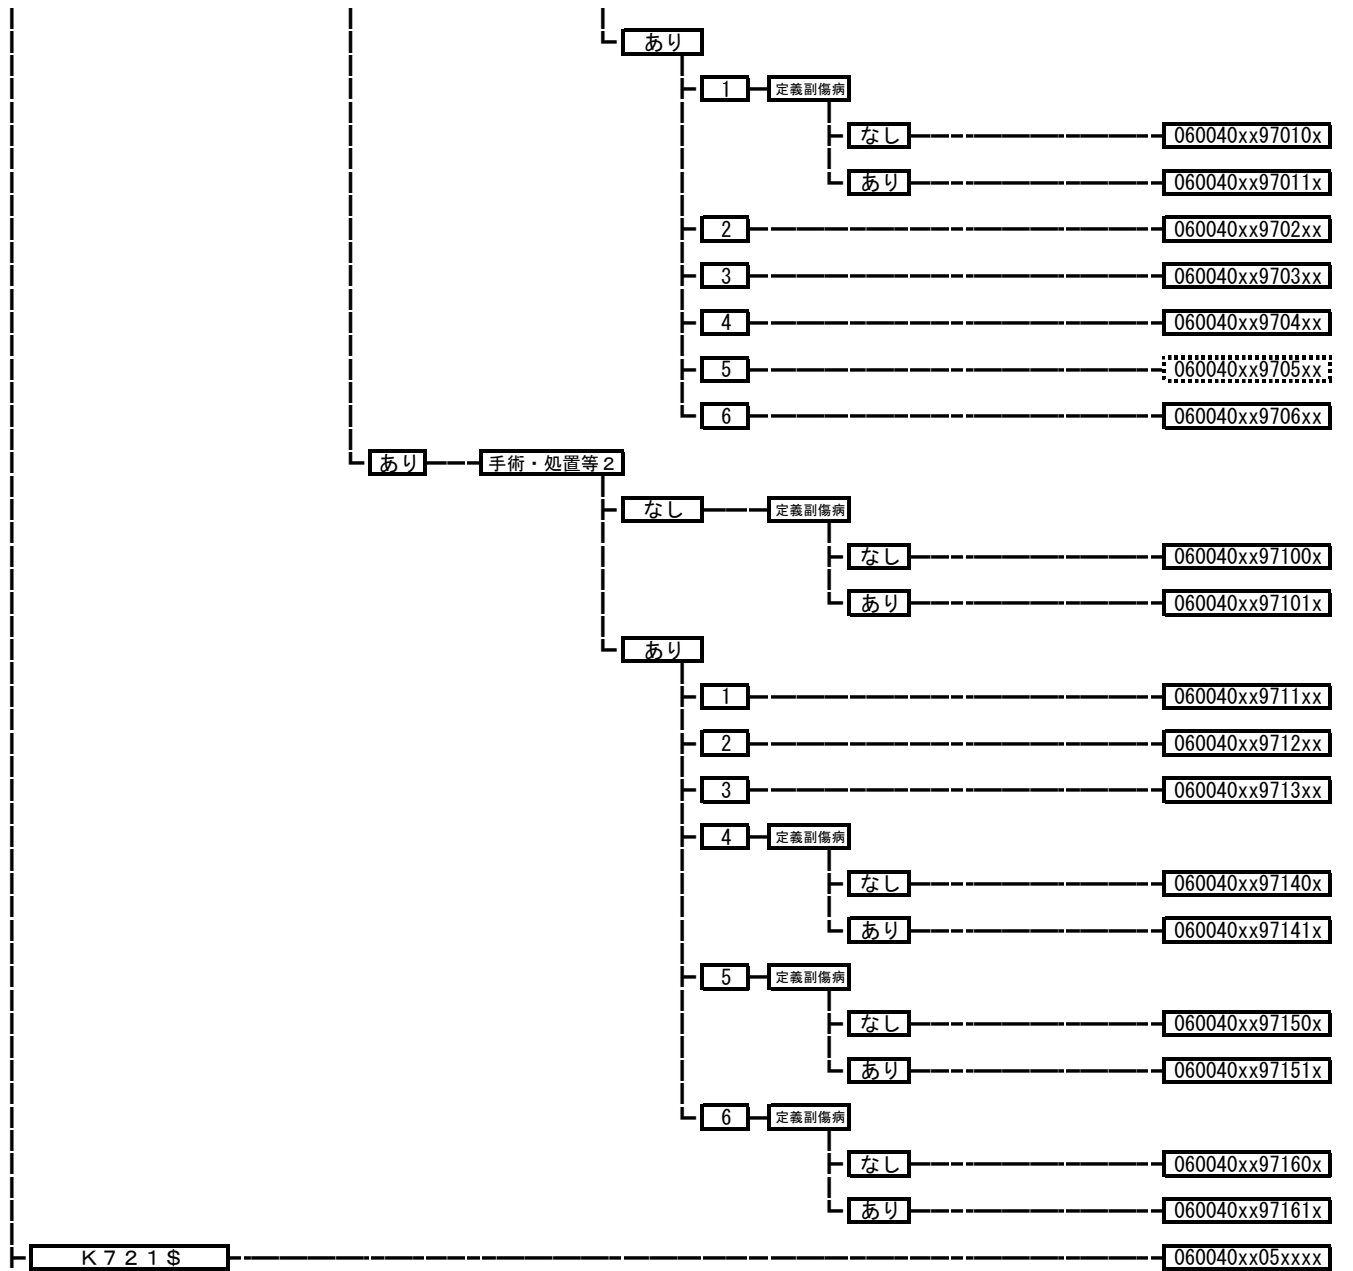 あり
1 定義副傷病
なし 060040xx97010x
あり 060040xx97011x
2 060040xx9702xx
3 060040xx9703xx
4 060040xx9704xx
5 060040xx9705xx
6 060040xx9706xx
あり 手術・処置等２
なし 定義副傷病
なし 060040xx97100x
あり 060040xx97101x
あり
1 060040xx9711xx
2 060040xx9712xx
3 060040xx9713xx
4 定義副傷病
なし 060040xx97140x
あり 060040xx97141x
5 定義副傷病
なし 060040xx97150x
あり 060040xx97151x
6 定義副傷病
なし 060040xx97160x
あり 060040xx97161x
Ｋ７２１＄ 060040xx05xxxx